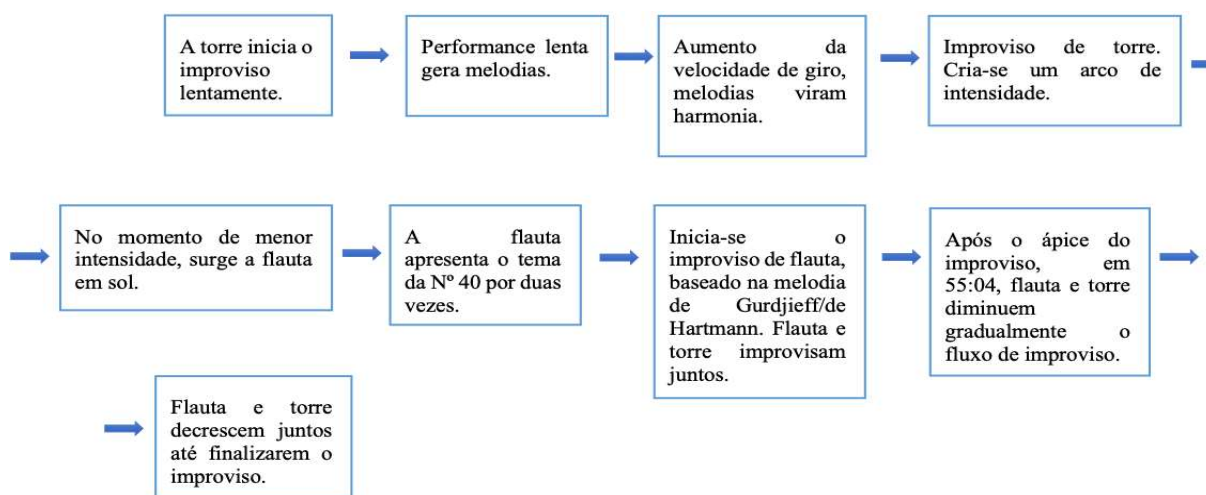 A torre inicia o
improviso
lentamente.
Performance lenta
gera melodias.
Aumento da
velocidade de giro,
melodias viram
harmonia.
Improviso de torre.
Cria-se um arco de
intensidade.
No momento de menor
intensidade, surge a flauta
em sol.
A flauta
apresenta o tema
da Nº 40 por duas
vezes.
Inicia-se o
improviso de flauta,
baseado na melodia
de Gurdjieff/de
Hartmann. Flauta e
torre improvisam
juntos.
Após o ápice do
improviso, em
55:04, flauta e torre
diminuem
gradualmente o
fluxo de improviso.
Flauta e torre
decrescem juntos
até finalizarem o
improviso.